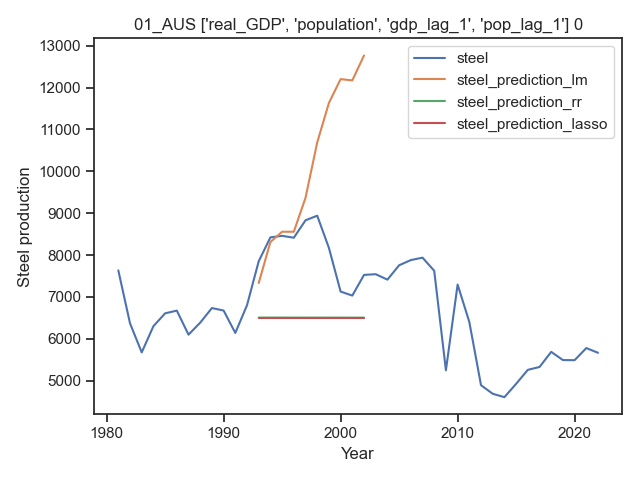 01_AUS ['real_GDP', 'population', 'gdp_lag_1', 'pop_lag_1'] 0
13000
12000
11000
10000
9000
8000
7000
6000
5000
Steel production
steel
steel_prediction_lm
steel_prediction_rr
steel_prediction_lasso
1980 1990 2000 2010 2020
Year